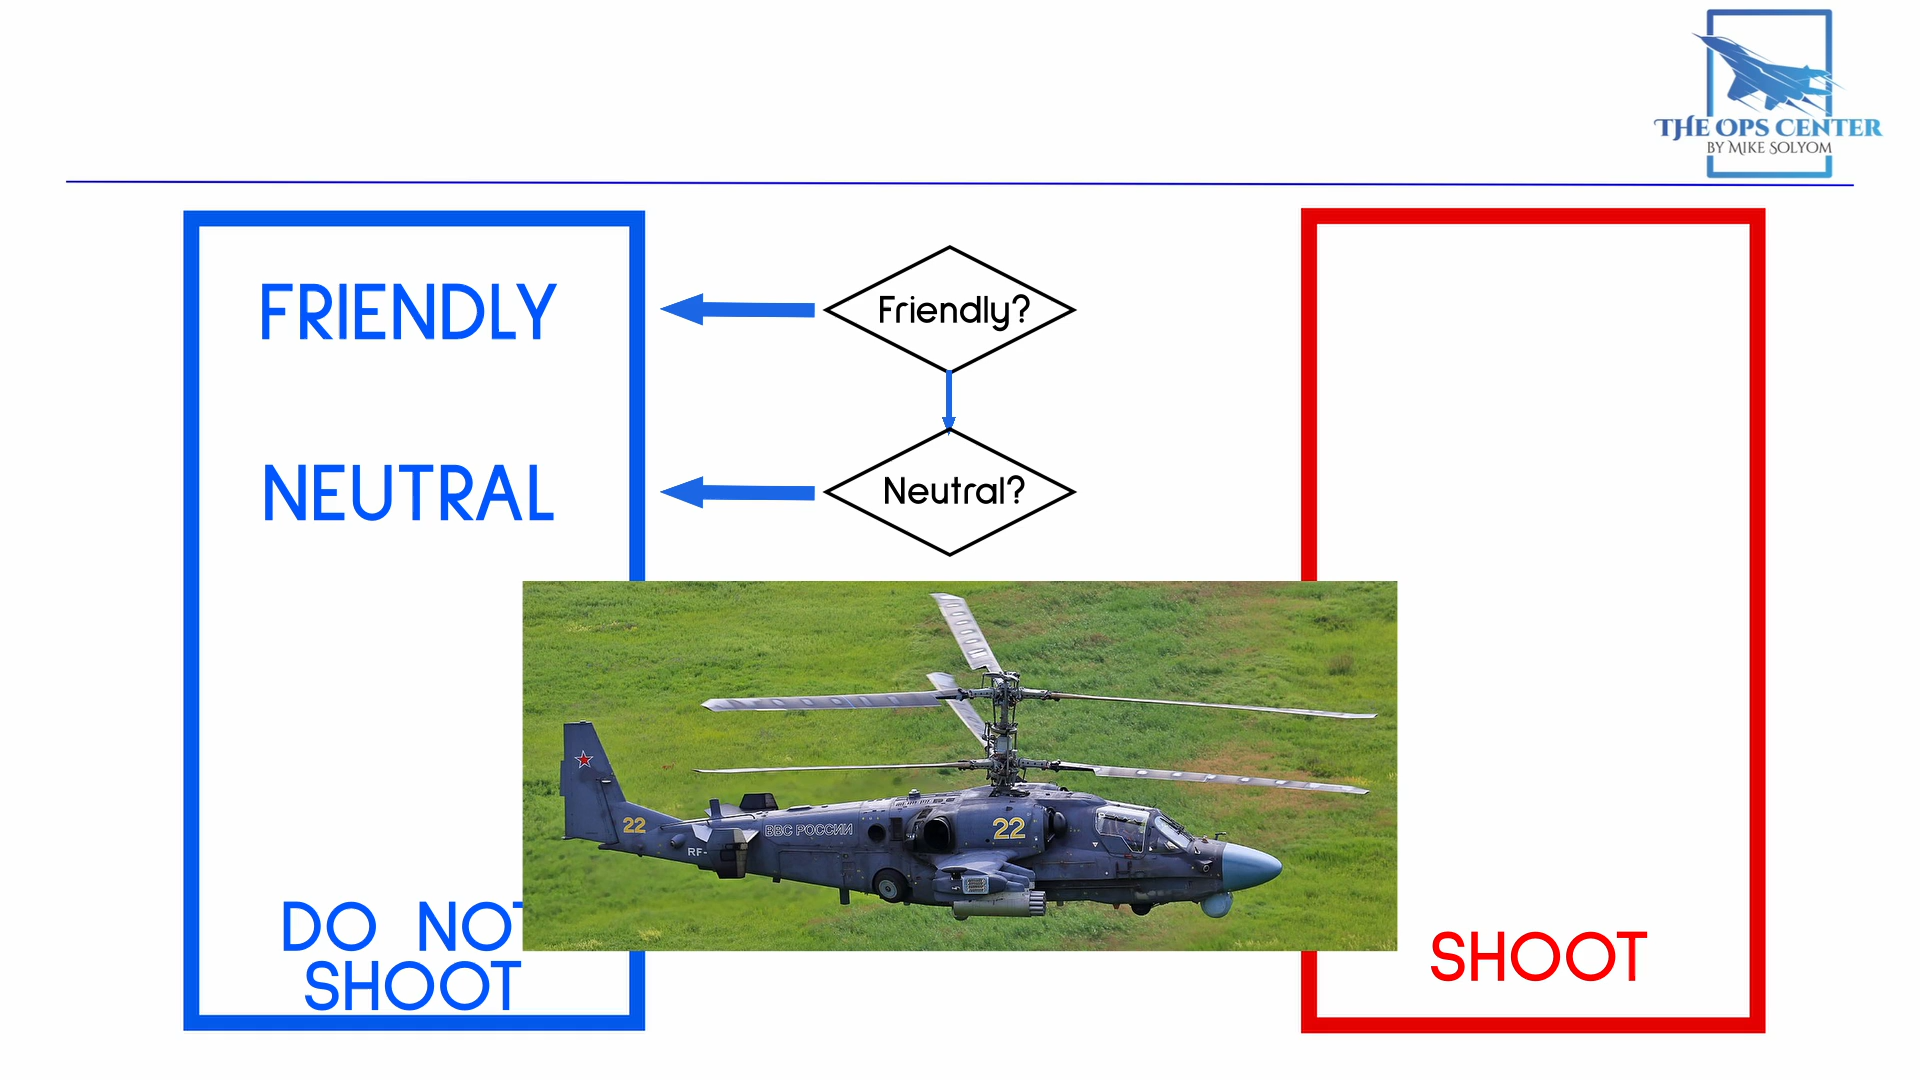 THE OPS CENTER
BY MIKE SOLYOM
FRIENDLY
Friendly?
NEUTRAL
Neutral?
22
RF-
ВВС РОССИИ
22
DO NOT
SHOOT
SHOOT